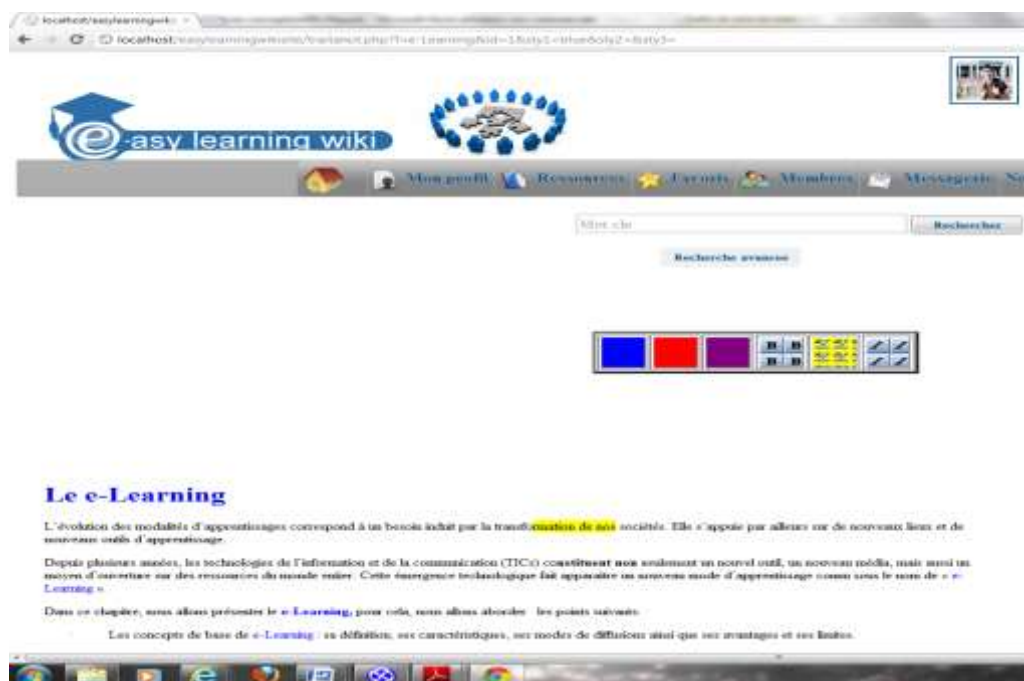 localhost/easylearningwiki
e-asy learning wiki
Mon profil Ressources Favoris Membres Messagerie
Mot cle
Rechercher
Recherche avancee
Le e-Learning
L'évolution des modalités d'apprentissages correspond à un besoin induit par la transformation de nos sociétés. Elle s'appuie par ailleurs sur de nouveaux lieux et de
nouveaux outils d'apprentissage.
Depuis plusieurs années, les technologies de l'information et de la communication (TICs) constituent non seulement un nouvel outil, un nouveau média, mais aussi un
moyen d'ouverture sur des ressources du monde entier. Cette émergence technologique fait apparaître un nouveau mode d'apprentissage connu sous le nom de « e-
Learning »
Dans ce chapitre, nous allons présenter le e-Learning, pour cela, nous allons aborder les points suivants
Les concepts de base de e-Learning : sa définition, ses caractéristiques, ses modes de diffusions ainsi que ses avantages et ses limites.